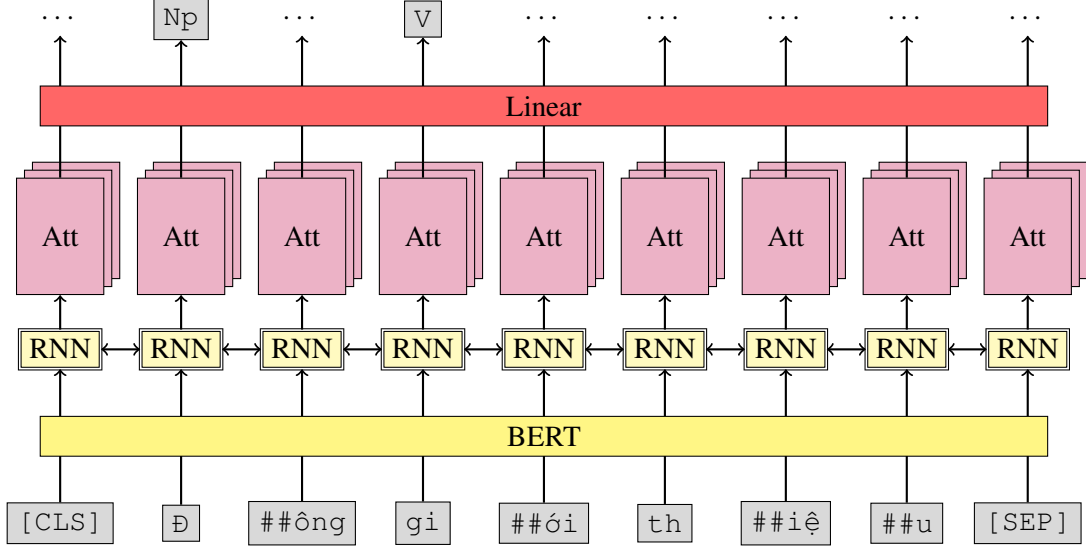 ... Np ... V ... ... ... ... ...
Linear
Att Att Att Att Att Att Att Att Att
RNN RNN RNN RNN RNN RNN RNN RNN RNN
BERT
[CLS] Đ ##ông gi ##ới th ##iệ ##u [SEP]